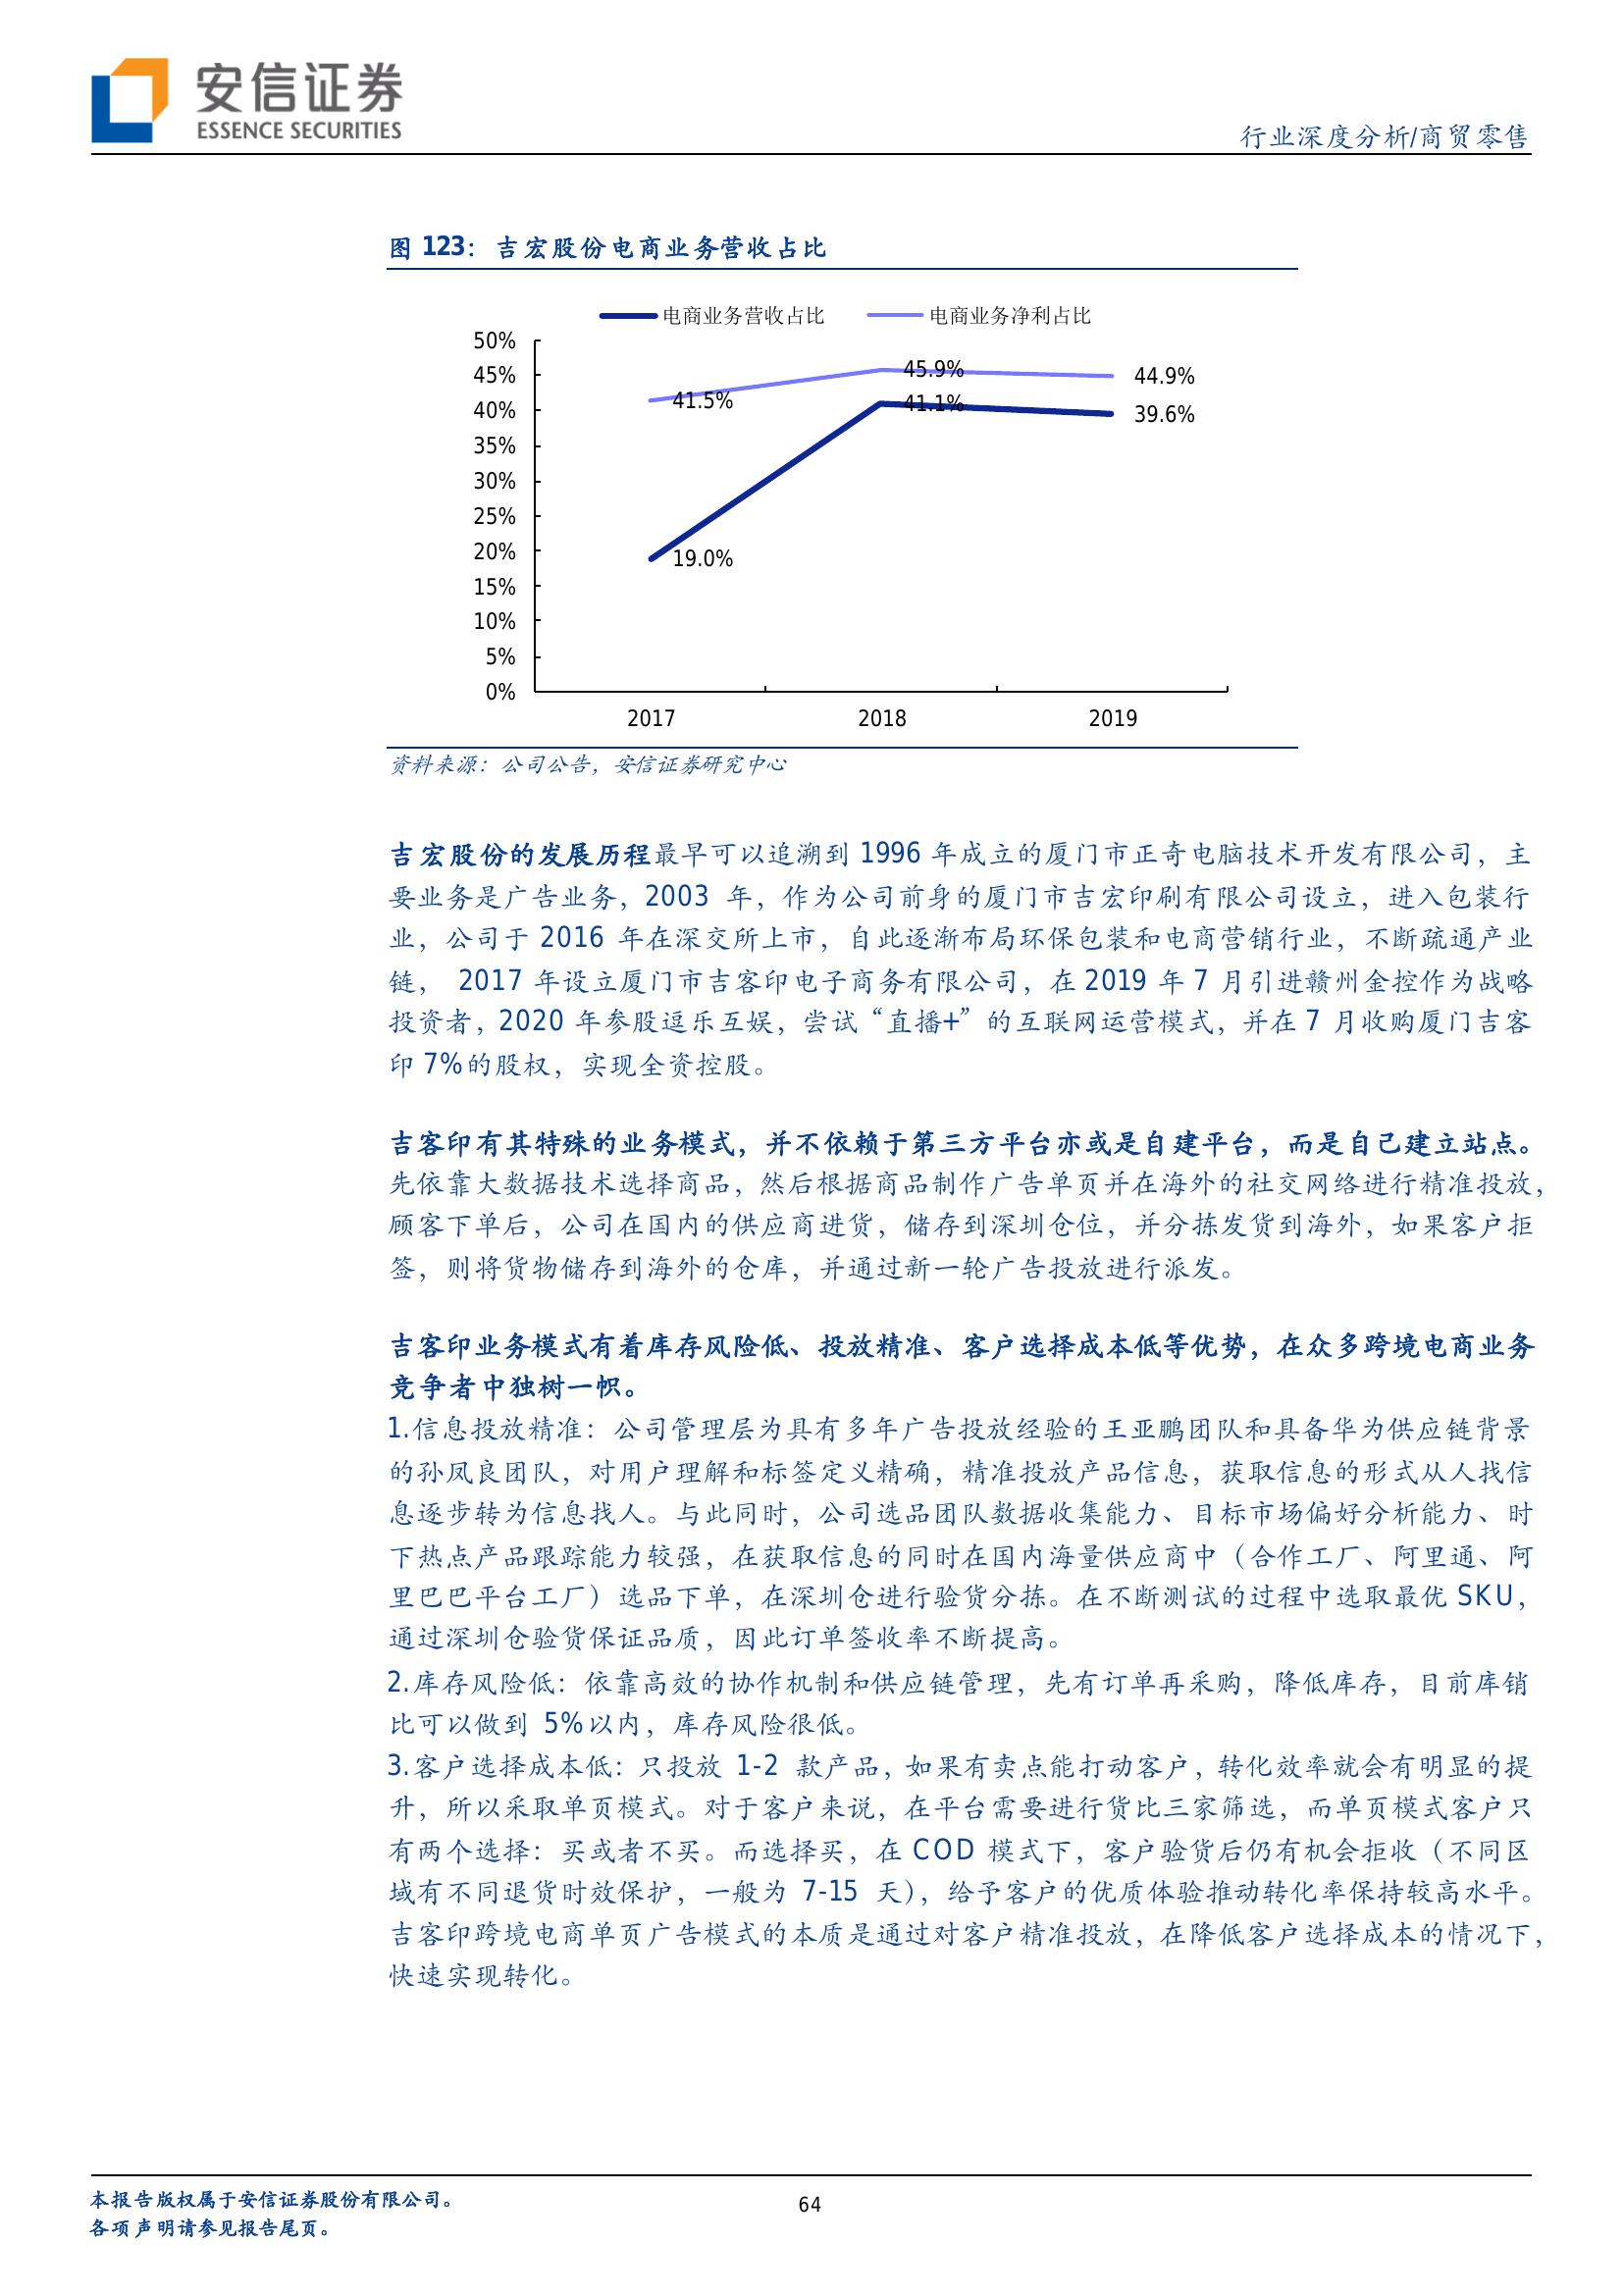 安信证券
ESSENCE SECURITIES
行业深度分析/商贸零售
图 123：吉宏股份电商业务营收占比
电商业务营收占比 电商业务净利占比
50%
45%
40%
35%
30%
25%
20%
15%
10%
5%
0%
41.5%
45.9%
44.9%
19.0%
41.1%
39.6%
2017 2018 2019
资料来源：公司公告，安信证券研究中心
吉宏股份的发展历程最早可以追溯到 1996 年成立的厦门市正奇电脑技术开发有限公司，主
要业务是广告业务，2003 年，作为公司前身的厦门市吉宏印刷有限公司设立，进入包装行
业，公司于 2016 年在深交所上市，自此逐渐布局环保包装和电商营销行业，不断疏通产业
链， 2017 年设立厦门市吉客印电子商务有限公司，在 2019 年 7 月引进赣州金控作为战略
投资者，2020 年参股逗乐互娱，尝试“直播+”的互联网运营模式，并在 7 月收购厦门吉客
印 7%的股权，实现全资控股。
吉客印有其特殊的业务模式，并不依赖于第三方平台亦或是自建平台，而是自己建立站点。
先依靠大数据技术选择商品，然后根据商品制作广告单页并在海外的社交网络进行精准投放，
顾客下单后，公司在国内的供应商进货，储存到深圳仓位，并分拣发货到海外，如果客户拒
签，则将货物储存到海外的仓库，并通过新一轮广告投放进行派发。
吉客印业务模式有着库存风险低、投放精准、客户选择成本低等优势，在众多跨境电商业务
竞争者中独树一帜。
1.信息投放精准：公司管理层为具有多年广告投放经验的王亚鹏团队和具备华为供应链背景
的孙凤良团队，对用户理解和标签定义精确，精准投放产品信息，获取信息的形式从人找信
息逐步转为信息找人。与此同时，公司选品团队数据收集能力、目标市场偏好分析能力、时
下热点产品跟踪能力较强，在获取信息的同时在国内海量供应商中（合作工厂、阿里通、阿
里巴巴平台工厂）选品下单，在深圳仓进行验货分拣。在不断测试的过程中选取最优 SKU，
通过深圳仓验货保证品质，因此订单签收率不断提高。
2.库存风险低：依靠高效的协作机制和供应链管理，先有订单再采购，降低库存，目前库销
比可以做到 5%以内，库存风险很低。
3.客户选择成本低：只投放 1-2 款产品，如果有卖点能打动客户，转化效率就会有明显的提
升，所以采取单页模式。对于客户来说，在平台需要进行货比三家筛选，而单页模式客户只
有两个选择：买或者不买。而选择买，在 COD 模式下，客户验货后仍有机会拒收（不同区
域有不同退货时效保护，一般为 7-15 天），给予客户的优质体验推动转化率保持较高水平。
吉客印跨境电商单页广告模式的本质是通过对客户精准投放，在降低客户选择成本的情况下，
快速实现转化。
本报告版权属于安信证券股份有限公司。
各项声明请参见报告尾页。
64